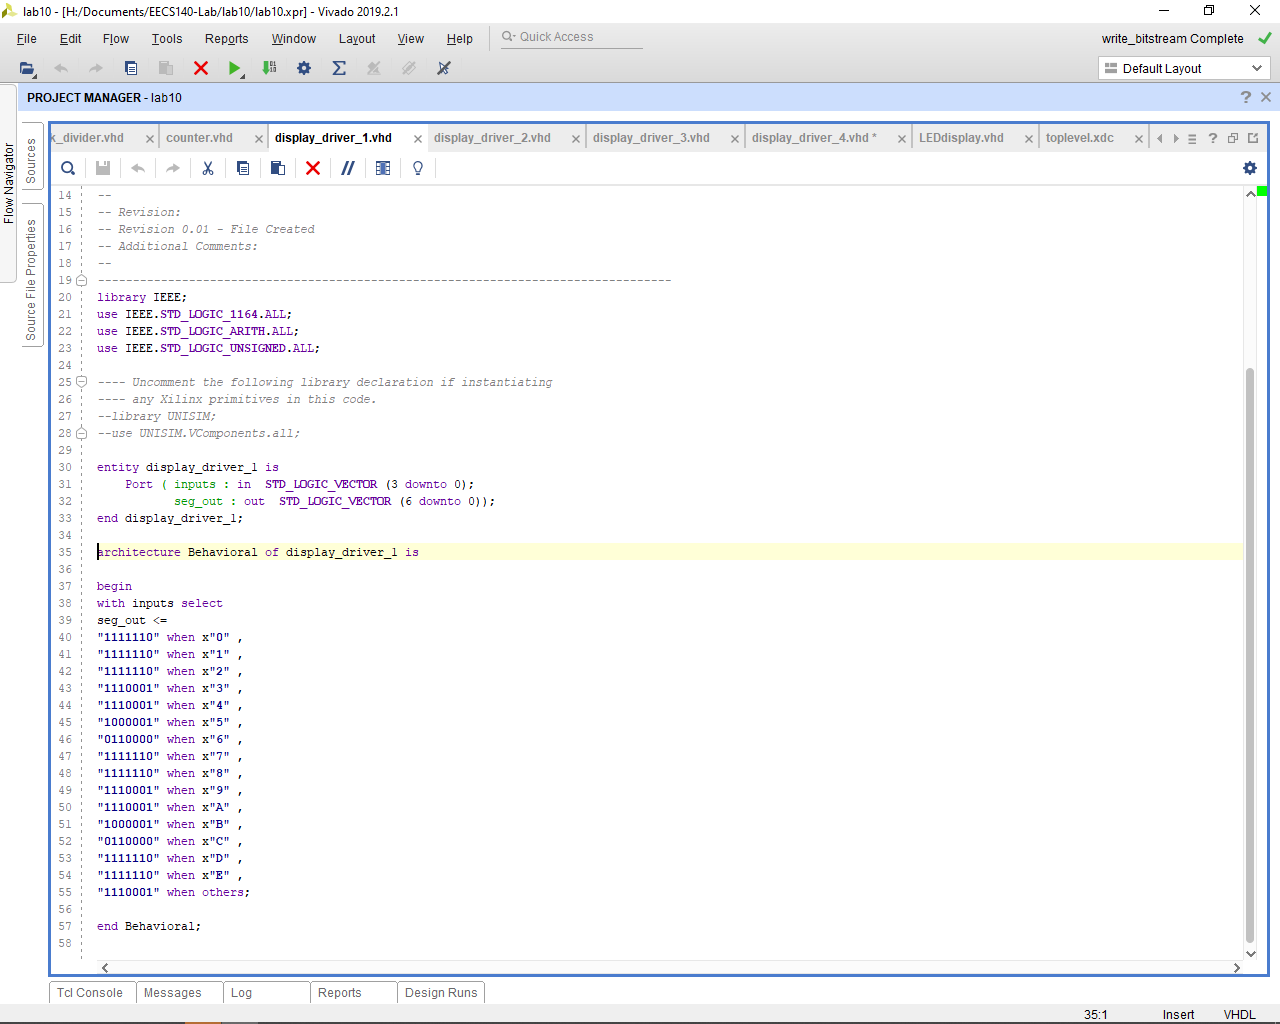 lab10 - [H:/Documents/EECS140-Lab/lab10/lab10.xpr] - Vivado 2019.2.1
File Edit Flow Tools Reports Window Layout View Help Quick Access
write_bitstream Complete
Default Layout
PROJECT MANAGER - lab10
Flow Navigator
Sources
Source File Properties
k_divider.vhd counter.vhd display_driver_1.vhd display_driver_2.vhd display_driver_3.vhd display_driver_4.vhd * LEDdisplay.vhd toplevel.xdc
14 --
15 -- Revision:
16 -- Revision 0.01 - File Created
17 -- Additional Comments:
18 --
19 ----------------------------------------------------------------------------------
20 library IEEE;
21 use IEEE.STD_LOGIC_1164.ALL;
22 use IEEE.STD_LOGIC_ARITH.ALL;
23 use IEEE.STD_LOGIC_UNSIGNED.ALL;
24
25 ---- Uncomment the following library declaration if instantiating
26 ---- any Xilinx primitives in this code.
27 --library UNISIM;
28 --use UNISIM.VComponents.all;
29
30 entity display_driver_1 is
31 Port ( inputs : in STD_LOGIC_VECTOR (3 downto 0);
32 seg_out : out STD_LOGIC_VECTOR (6 downto 0));
33 end display_driver_1;
34
35 architecture Behavioral of display_driver_1 is
36
37 begin
38 with inputs select
39 seg_out <=
40 "1111110" when x"0" ,
41 "1111110" when x"1" ,
42 "1111110" when x"2" ,
43 "1110001" when x"3" ,
44 "1110001" when x"4" ,
45 "1000001" when x"5" ,
46 "0110000" when x"6" ,
47 "1111110" when x"7" ,
48 "1111110" when x"8" ,
49 "1110001" when x"9" ,
50 "1110001" when x"A" ,
51 "1000001" when x"B" ,
52 "0110000" when x"C" ,
53 "1111110" when x"D" ,
54 "1111110" when x"E" ,
55 "1110001" when others;
56
57 end Behavioral;
58
Tcl Console Messages Log Reports Design Runs
35:1 Insert VHDL